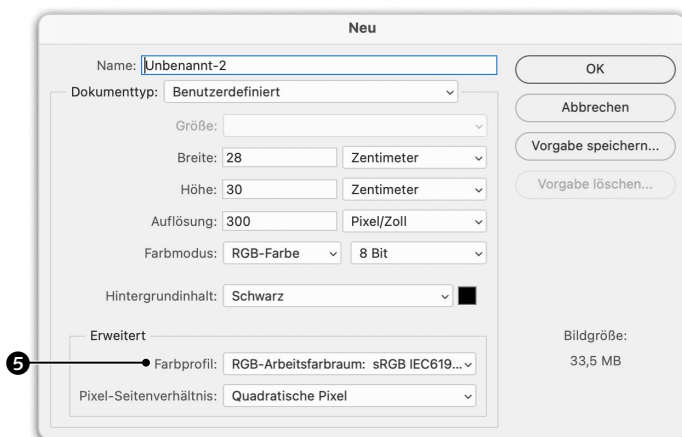 Neu
Name: Unbenannt-2
OK
Dokumenttyp: Benutzerdefiniert
Abbrechen
Größe:
Vorgabe speichern...
Breite: 28 Zentimeter
Vorgabe löschen...
Höhe: 30 Zentimeter
Auflösung: 300 Pixel/Zoll
Farbmodus: RGB-Farbe 8 Bit
Hintergrundinhalt: Schwarz
Erweitert
Bildgröße:
5 Farbprofil: RGB-Arbeitsfarbraum: sRGB IEC619...
33,5 MB
Pixel-Seitenverhältnis: Quadratische Pixel